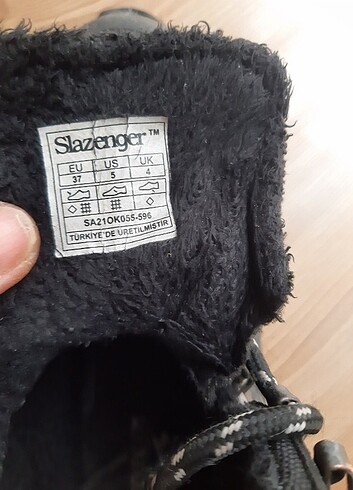 Slazenger™
EU US UK
37 5 4
SA21OK055-596
TÜRKİYE'DE ÜRETİLMİŞTİR